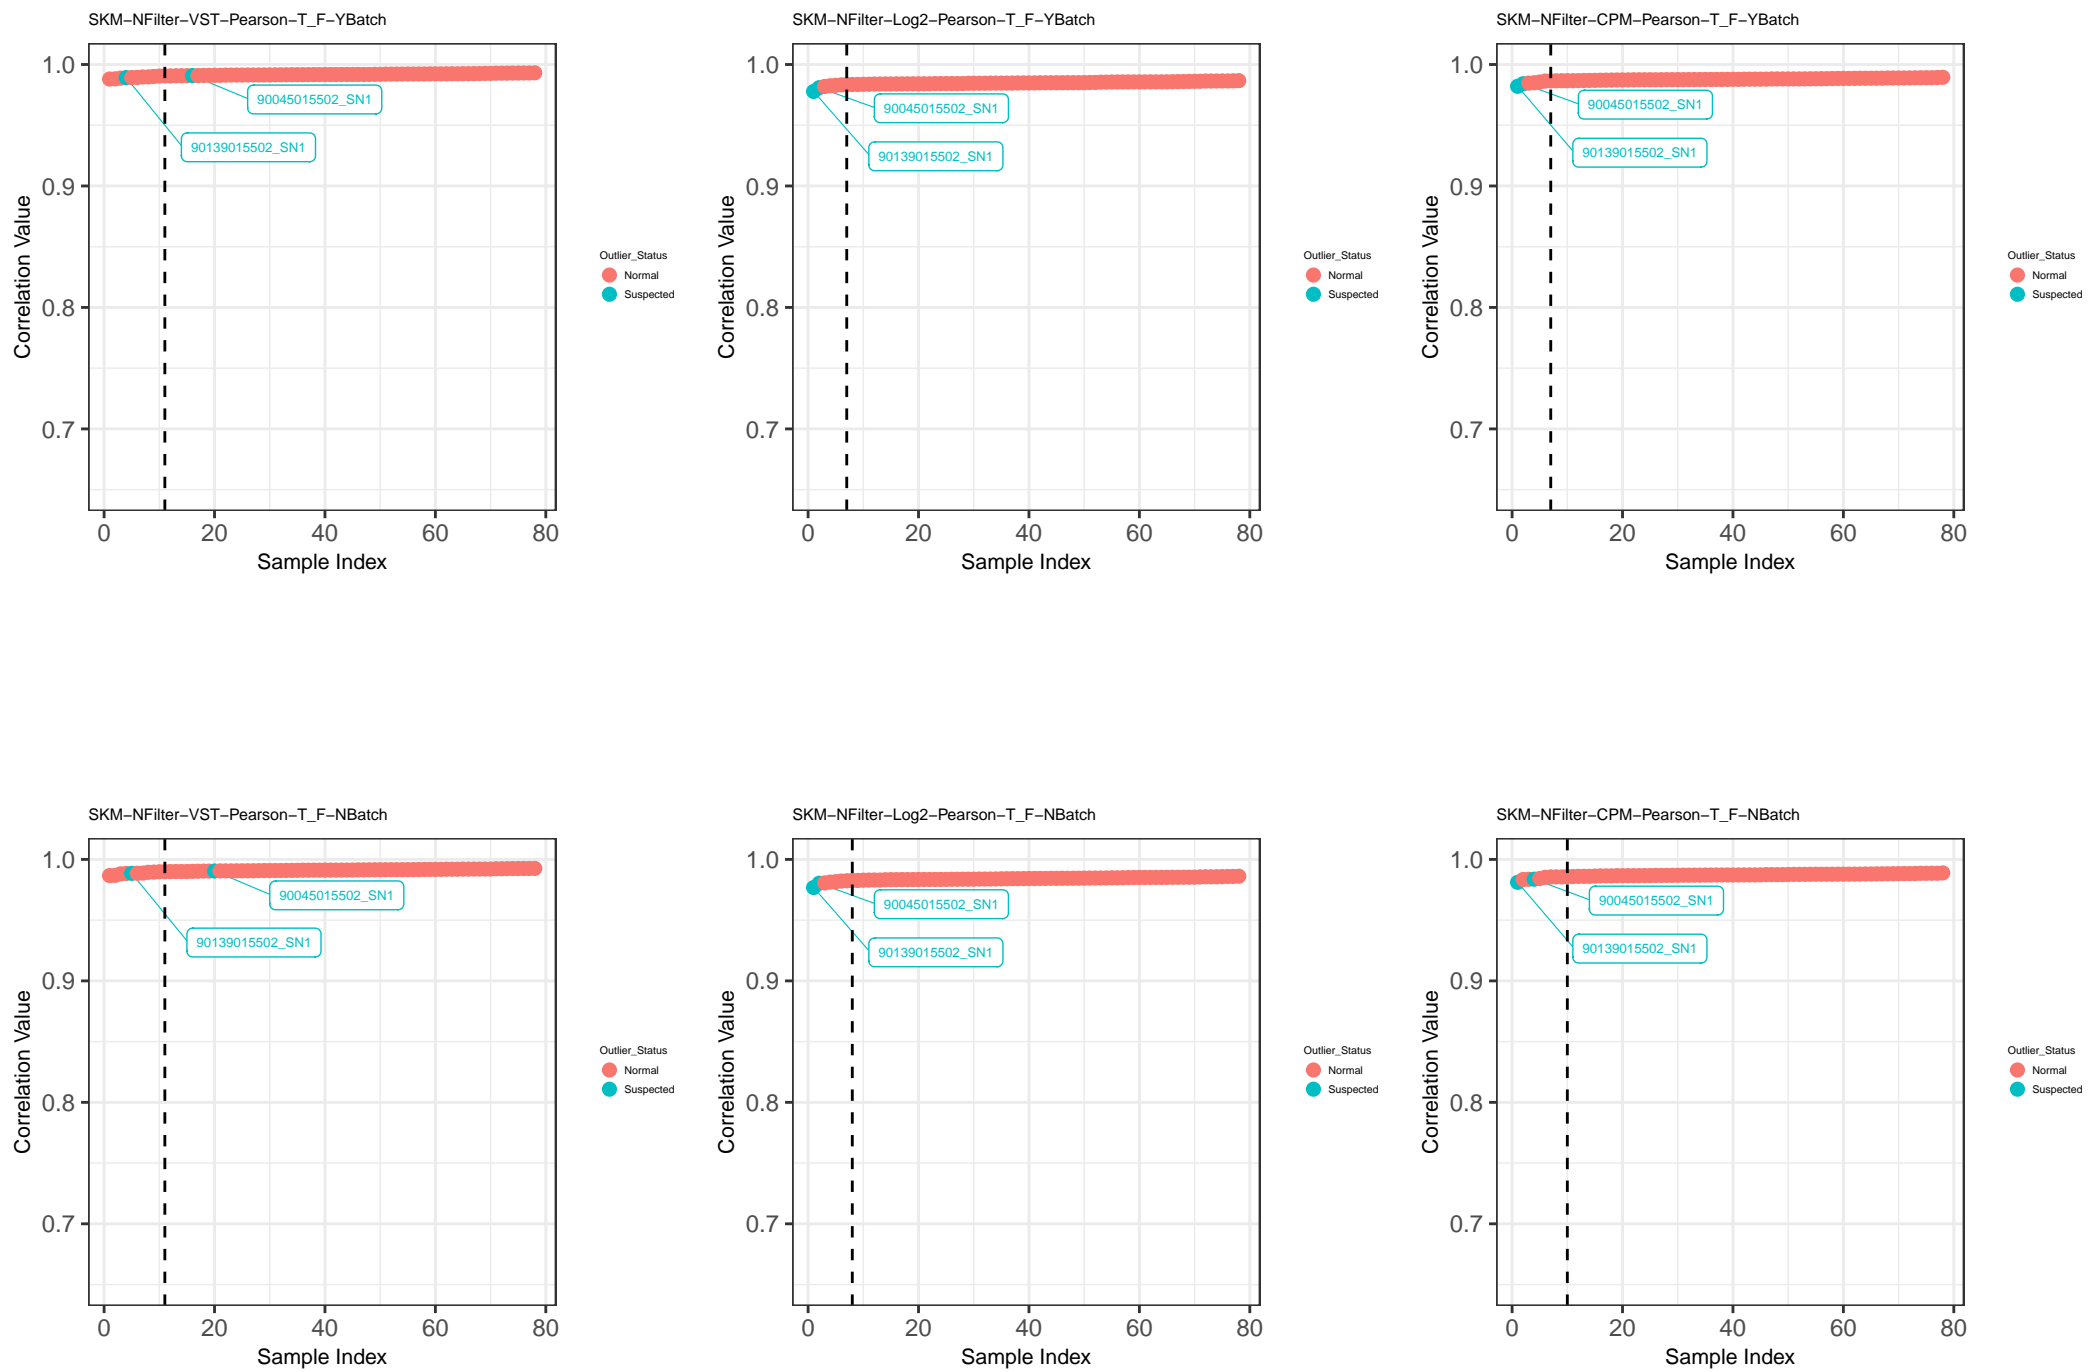 SKM−NFilter−VST−Pearson−T_F−YBatch
1.0
0.9
0.8
0.7
Correlation Value
90045015502_SN1
90139015502_SN1
0 20 40 60 80
Sample Index
Outlier_Status
Normal
Suspected
SKM−NFilter−Log2−Pearson−T_F−YBatch
1.0
0.9
0.8
0.7
Correlation Value
90045015502_SN1
90139015502_SN1
0 20 40 60 80
Sample Index
Outlier_Status
Normal
Suspected
SKM−NFilter−CPM−Pearson−T_F−YBatch
1.0
0.9
0.8
0.7
Correlation Value
90045015502_SN1
90139015502_SN1
0 20 40 60 80
Sample Index
Outlier_Status
Normal
Suspected
SKM−NFilter−VST−Pearson−T_F−NBatch
1.0
0.9
0.8
0.7
Correlation Value
90045015502_SN1
90139015502_SN1
0 20 40 60 80
Sample Index
Outlier_Status
Normal
Suspected
SKM−NFilter−Log2−Pearson−T_F−NBatch
1.0
0.9
0.8
0.7
Correlation Value
90045015502_SN1
90139015502_SN1
0 20 40 60 80
Sample Index
Outlier_Status
Normal
Suspected
SKM−NFilter−CPM−Pearson−T_F−NBatch
1.0
0.9
0.8
0.7
Correlation Value
90045015502_SN1
90139015502_SN1
0 20 40 60 80
Sample Index
Outlier_Status
Normal
Suspected